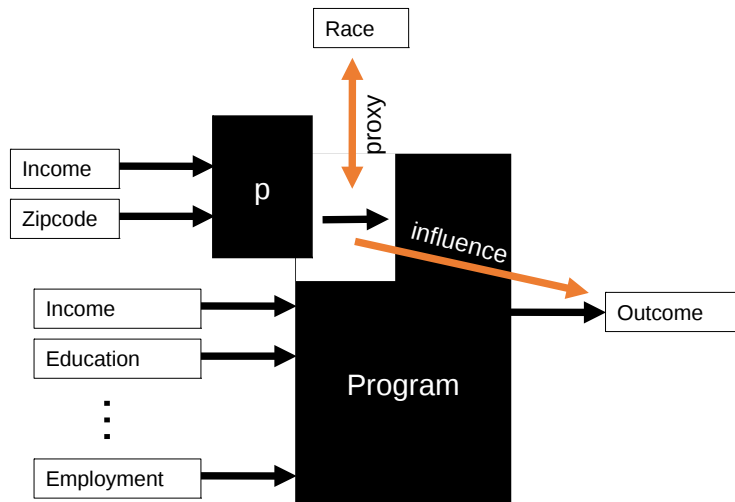 Race
proxy
Income
p
Zipcode
influence
Income
Outcome
Education
Program
Employment